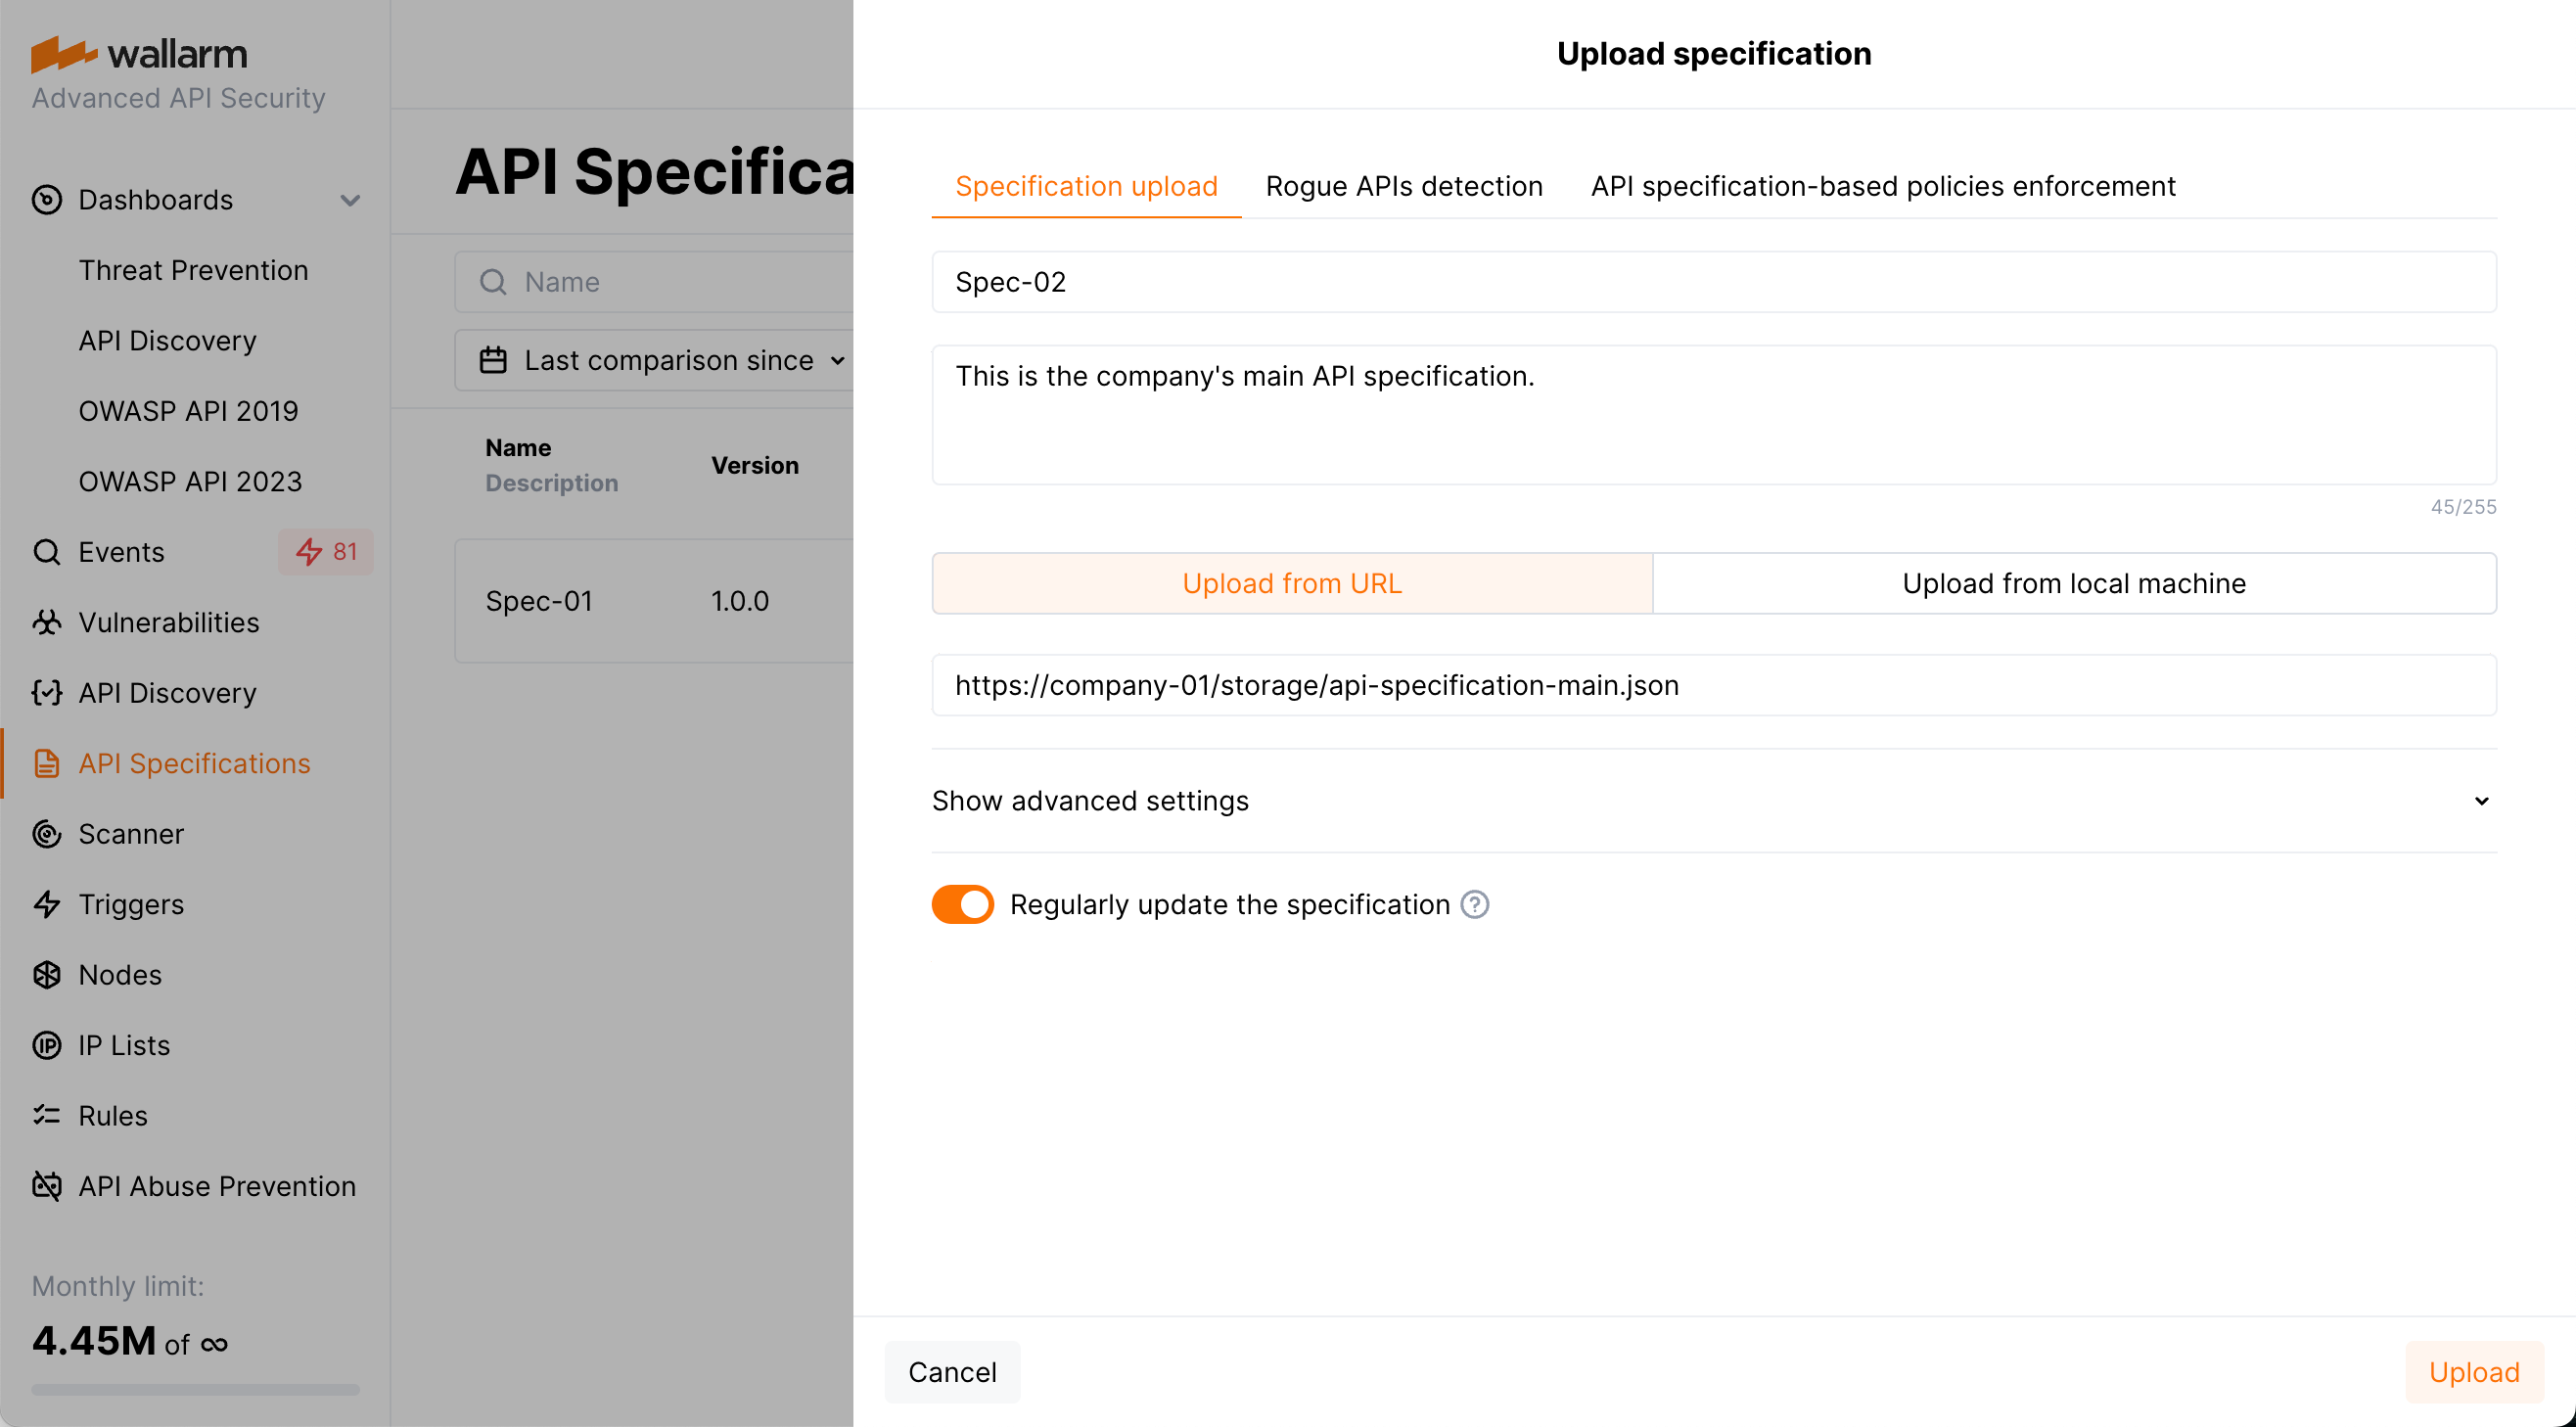 wallarm
Advanced API Security
Dashboards
Threat Prevention
API Discovery
OWASP API 2019
OWASP API 2023
Events
81
Vulnerabilities
API Discovery
API Specifications
Scanner
Triggers
Nodes
IP Lists
Rules
API Abuse Prevention
Monthly limit:
4.45M of ∞
API Specifica
Name
Last comparison since
Name
Description
Version
Spec-01
1.0.0
Upload specification
Specification upload
Rogue APIs detection
API specification-based policies enforcement
Spec-02
This is the company's main API specification.
45/255
Upload from URL
Upload from local machine
https://company-01/storage/api-specification-main.json
Show advanced settings
Regularly update the specification
Cancel
Upload